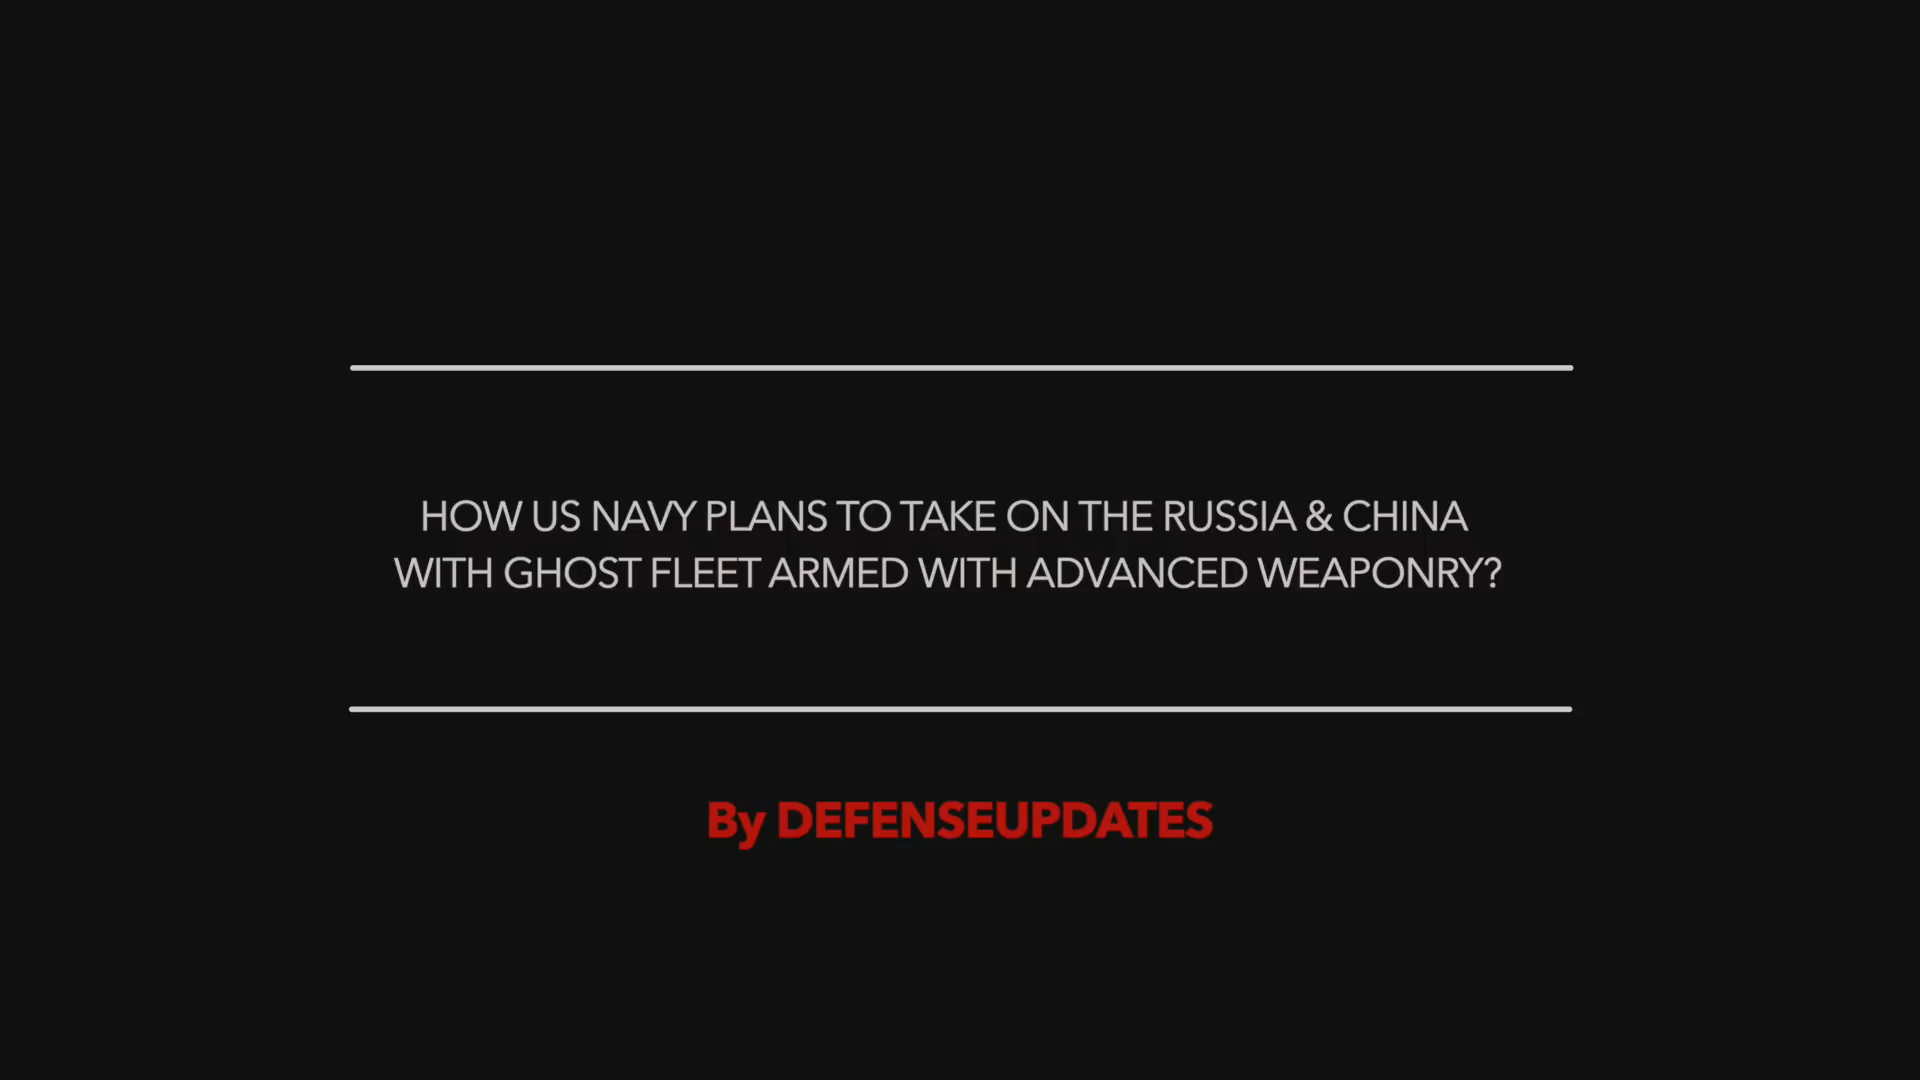 HOW US NAVY PLANS TO TAKE ON THE RUSSIA & CHINA
WITH GHOST FLEET ARMED WITH ADVANCED WEAPONRY?
By DEFENSEUPDATES